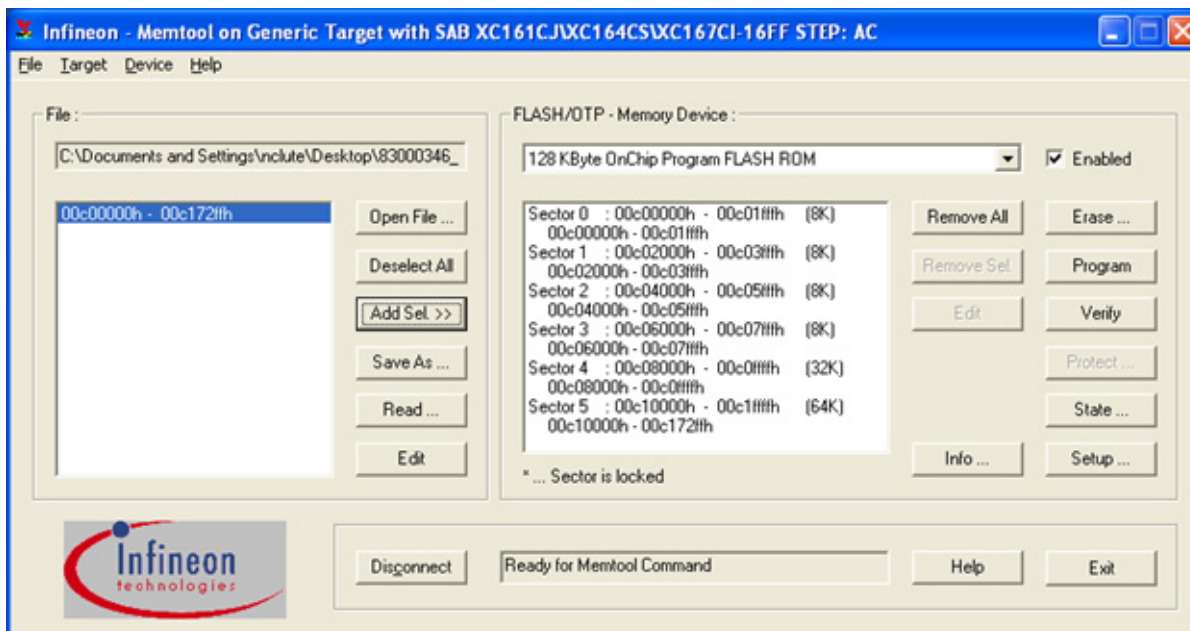 Infineon - Memtool on Generic Target with SAB XC161CJ\XC164CS\XC167CI-16FF STEP: AC
File Target Device Help
File :
C:\Documents and Settings\nclute\Desktop\83000346_
00c00000h - 00c172ffh
Open File ...
Deselect All
Add Sel. >>
Save As ...
Read ...
Edit
FLASH/OTP - Memory Device :
128 KByte OnChip Program FLASH ROM
Enabled
Sector 0 : 00c00000h - 00c01fffh (8K)
00c00000h - 00c01fffh
Sector 1 : 00c02000h - 00c03fffh (8K)
00c02000h - 00c03fffh
Sector 2 : 00c04000h - 00c05fffh (8K)
00c04000h - 00c05fffh
Sector 3 : 00c06000h - 00c07fffh (8K)
00c06000h - 00c07fffh
Sector 4 : 00c08000h - 00c0ffffh (32K)
00c08000h - 00c0ffffh
Sector 5 : 00c10000h - 00c1ffffh (64K)
00c10000h - 00c172ffh
* ... Sector is locked
Remove All
Remove Sel.
Edit
Info ...
Erase ...
Program
Verify
Protect ...
State ...
Setup ...
Infineon
technologies
Disconnect
Ready for Memtool Command
Help
Exit